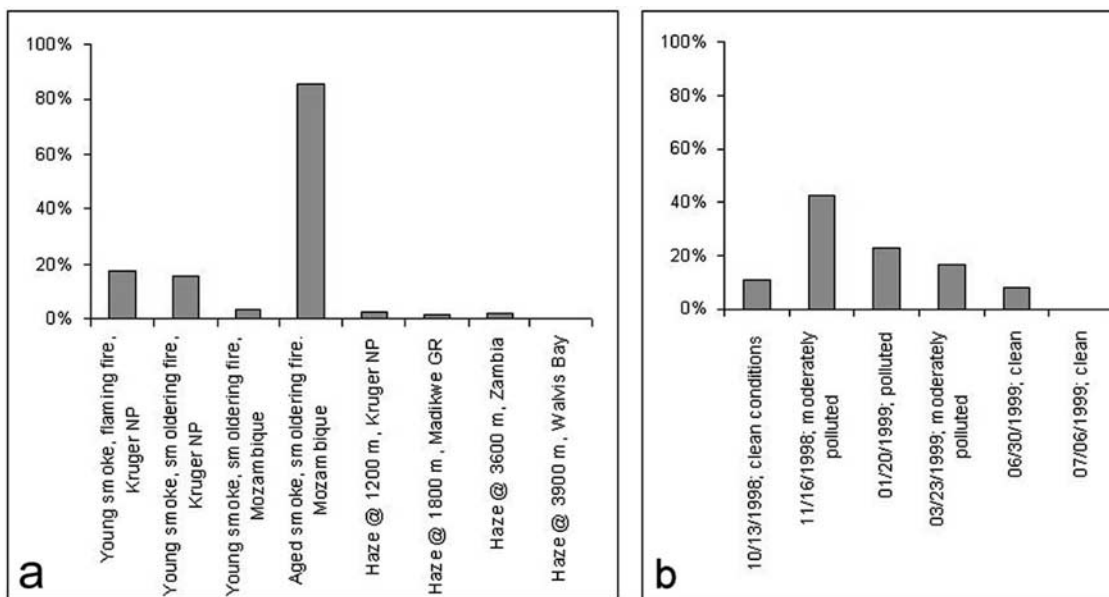 100%
80%
60%
40%
20%
0%
Young smoke, flaming fire,
Kruger NP
Young smoke, smoldering fire,
Kruger NP
Young smoke, smoldering fire,
Mozambique
Aged smoke, smoldering fire.
Mozambique
Haze @ 1200 m, Kruger NP
Haze @ 1800 m, Madikwe GR
Haze @ 3600 m, Zambia
Haze @ 3900 m, Walvis Bay
a
100%
80%
60%
40%
20%
0%
10/13/1998; clean conditions
11/16/1998; moderately
polluted
01/20/1999; polluted
03/23/1999; moderately
polluted
06/30/1999; clean
07/06/1999; clean
b